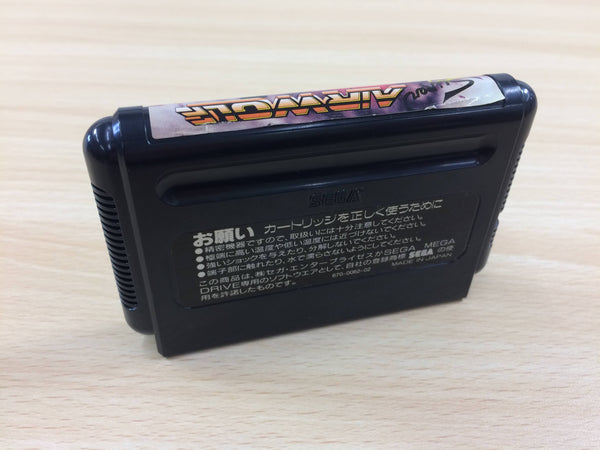 AIRWOLF
SEGA
お願い カートリッジを正しく使うために
●精密機器ですので、取扱いには十分注意してください。
●極端に高い温度や低い温度には近づけないでください。
●強いショックを与えたり、分解しないでください。
●端子部に触れたり、水で濡らさないようにしてください。
この商品は、(株)セガ・エンタープライゼスがSEGA MEGA
DRIVE専用のソフトウエアとして、自社の登録商標 SEGA の使
用を許諾したものです。
670-0062-02
MADE IN JAPAN